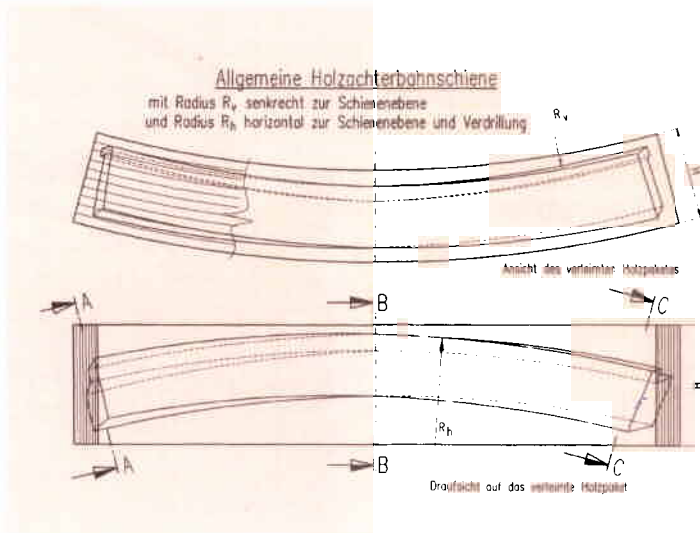 Allgemeine Holzachterbahnschiene
mit Radius Rv senkrecht zur Schienenebene
und Radius Rh horizontal zur Schienenebene und Verdrillung
Rv
H
Ansicht des verleimten Holzpaketes
A
B
C
Rh
A
B
C
Draufsicht auf das verleimte Holzpaket